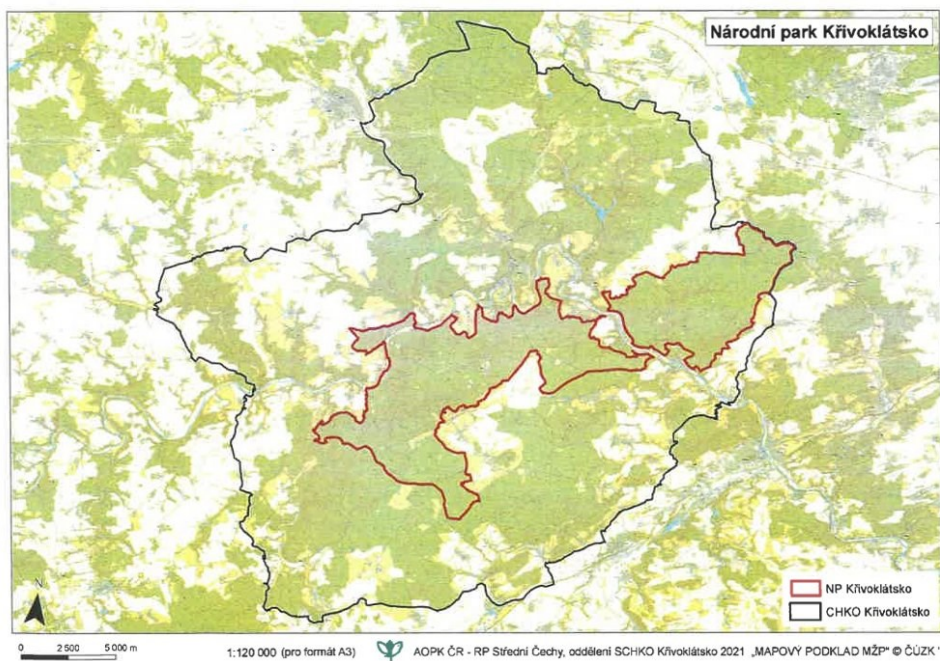 Národní park Křivoklátsko
N
NP Křivoklátsko
CHKO Křivoklátsko
0 2 500 5 000 m
1:120 000 (pro formát A3)
AOPK ČR - RP Střední Čechy, oddělení SCHKO Křivoklátsko 2021 „MAPOVÝ PODKLAD MŽP" © ČÚZK